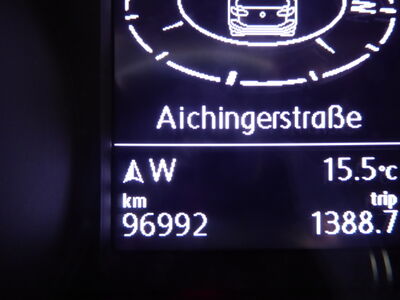 Aichingerstraße
W 15.5°C
km trip
96992 1388.7